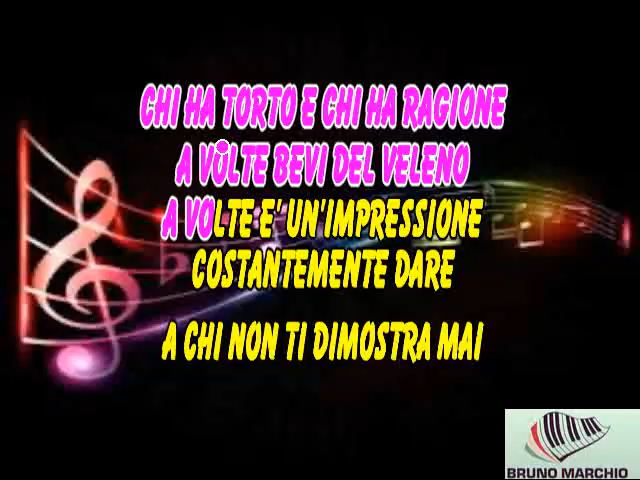 CHI HA TORTO E CHI HA RAGIONE
A VOLTE BEVI DEL VELENO
A VOLTE E' UN'IMPRESSIONE
COSTANTEMENTE DARE
A CHI NON TI DIMOSTRA MAI
BRUNO MARCHIO